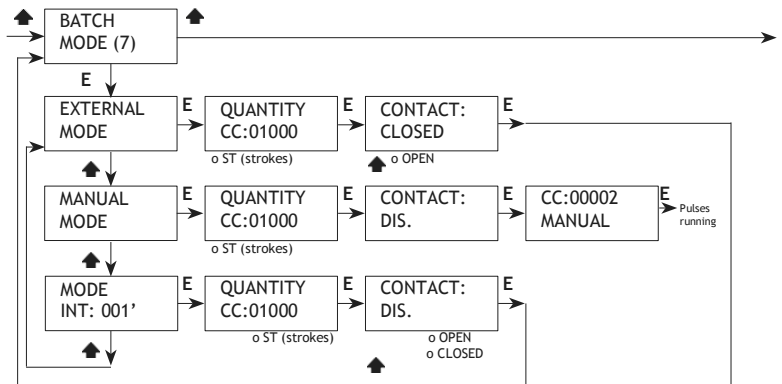 BATCH
MODE (7)
E
EXTERNAL
MODE
E
QUANTITY
CC:01000
o ST (strokes)
E
CONTACT:
CLOSED
o OPEN
E
MANUAL
MODE
E
QUANTITY
CC:01000
o ST (strokes)
E
CONTACT:
DIS.
E
CC:00002
MANUAL
E
Pulses
running
MODE
INT: 001'
E
QUANTITY
CC:01000
o ST (strokes)
E
CONTACT:
DIS.
o OPEN
o CLOSED
E